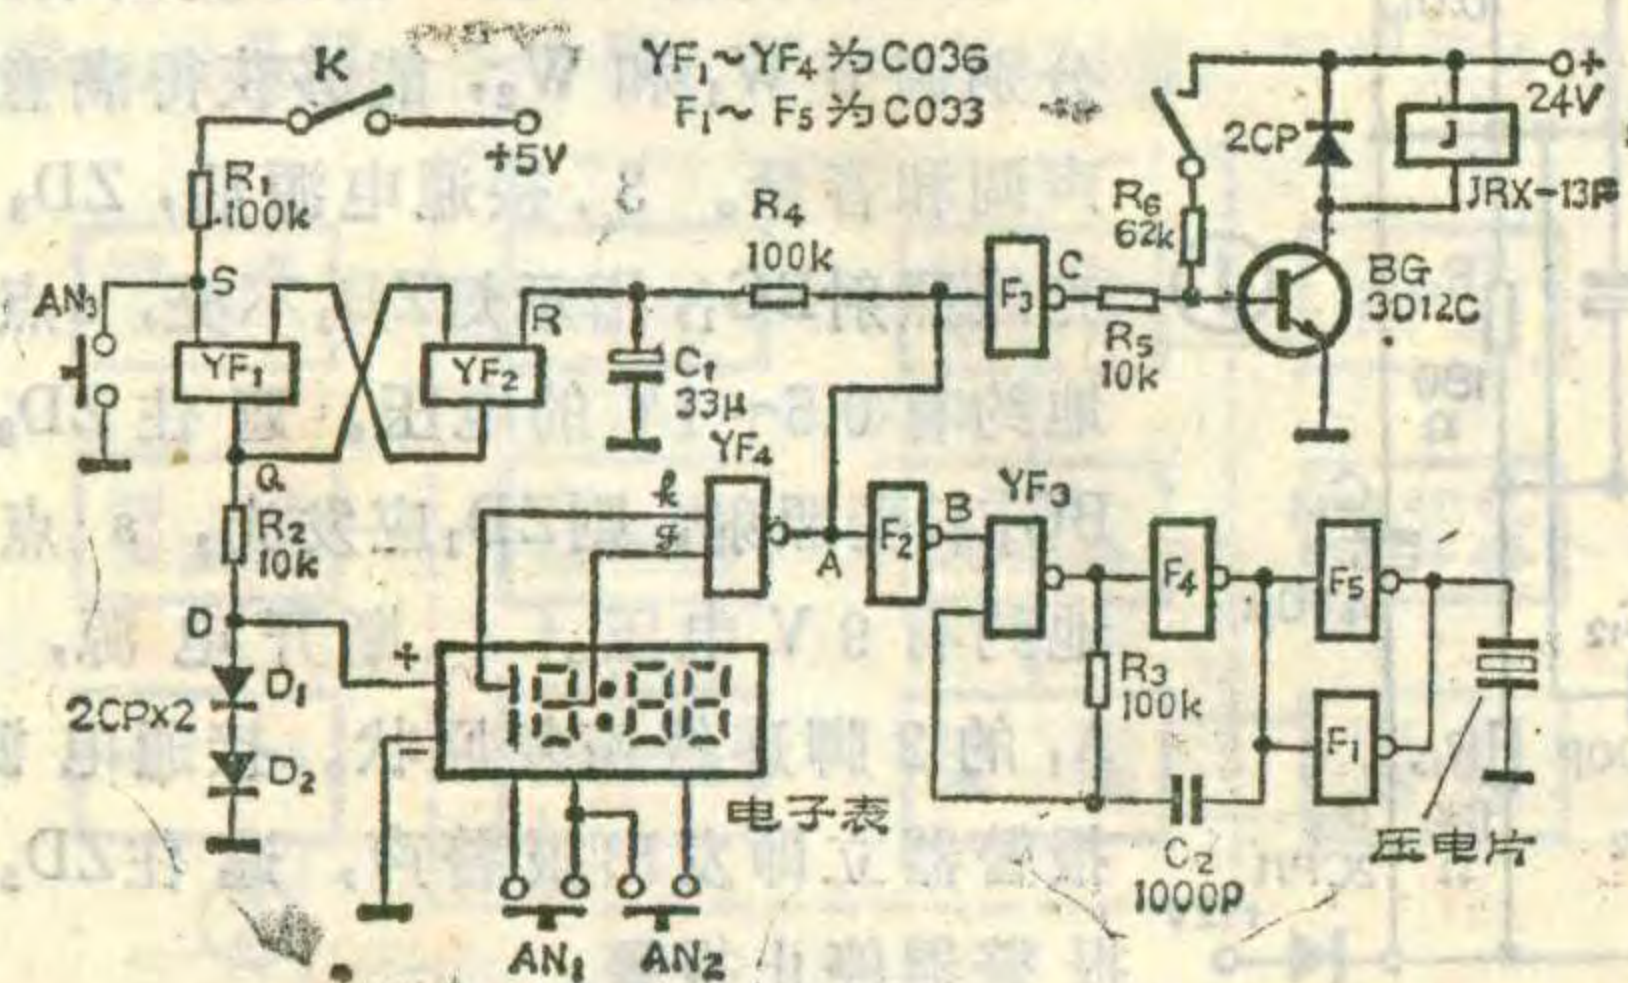 K
YF₁~YF₄为C036
F₁~F₅为C033
+5V
+
24V
2CP
J
JRX-13F
R₁
100k
R₄
100k
R₆
62k
AN₃
S
R
C
F₃
R₅
10k
BG
3D12C
YF₁
YF₂
C₁
33μ
YF₄
Q
k
g
R₂
10k
A
F₂
B
YF₃
F₄
F₅
D
+
D₁
2CP×2
D₂
−
18:88
R₃
100k
F₁
电子表
C₂
1000P
压电片
AN₁
AN₂